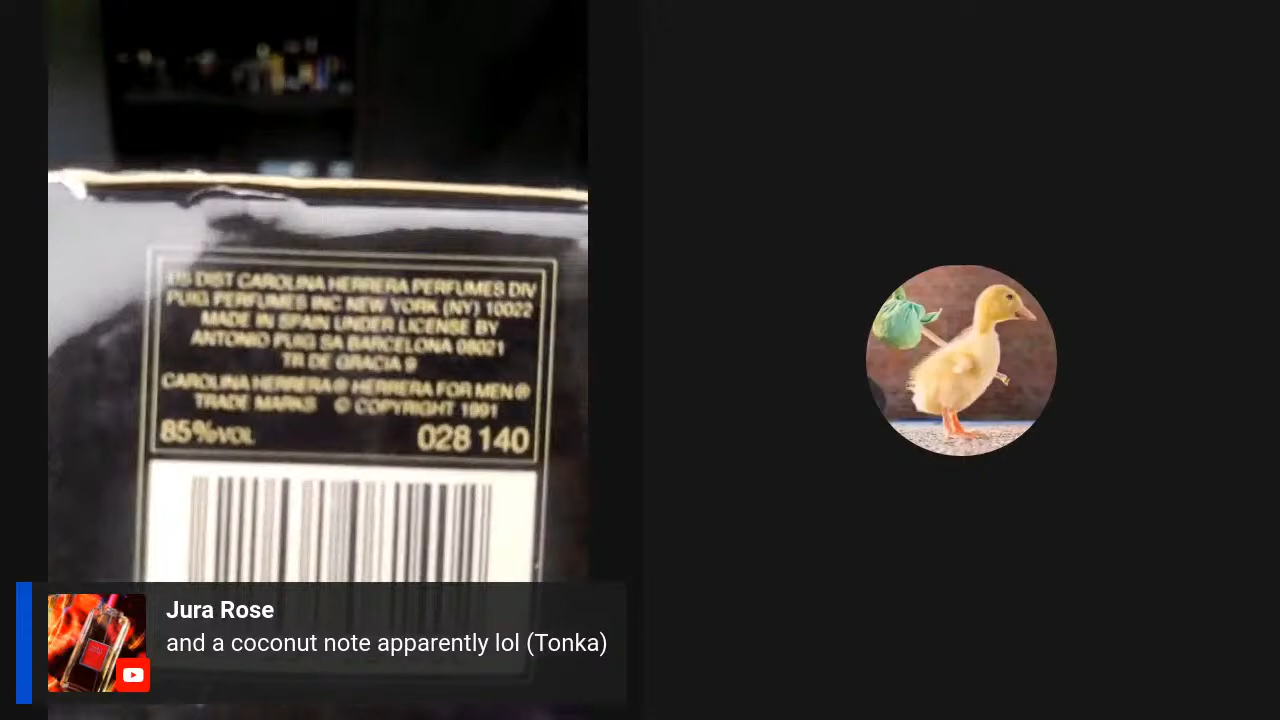 US DIST CAROLINA HERRERA PERFUMES DIV
PUIG PERFUMES INC NEW YORK (NY) 10022
MADE IN SPAIN UNDER LICENSE BY
ANTONIO PUIG SA BARCELONA 08021
TR DE GRACIA 9
CAROLINA HERRERA® HERRERA FOR MEN®
TRADE MARKS © COPYRIGHT 1991
85%VOL 028 140
Jura Rose
and a coconut note apparently lol (Tonka)